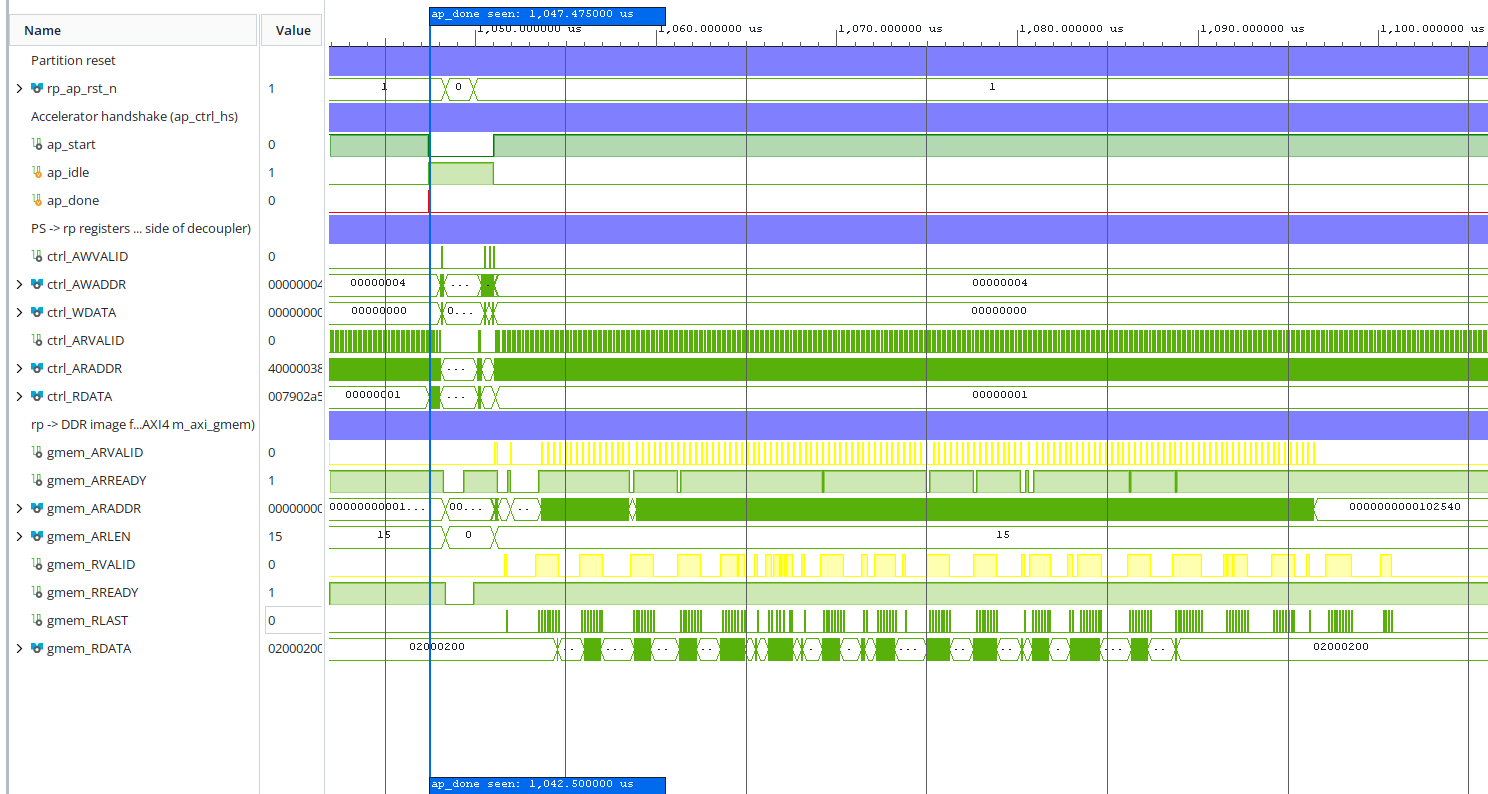 ap_done seen: 1,047.475000 us
Name Value 1,050.000000 us 1,060.000000 us 1,070.000000 us 1,080.000000 us 1,090.000000 us 1,100.000000 us
Partition reset
rp_ap_rst_n 1 1 0 1
Accelerator handshake (ap_ctrl_hs)
ap_start 0
ap_idle 1
ap_done 0
PS -> rp registers ... side of decoupler)
ctrl_AWVALID 0
ctrl_AWADDR 00000004 00000004 ... 00000004
ctrl_WDATA 00000000 00000000 0... 00000000
ctrl_ARVALID 0
ctrl_ARADDR 40000038 ...
ctrl_RDATA 007902a5 00000001 ... 00000001
rp -> DDR image f...AXI4 m_axi_gmem)
gmem_ARVALID 0
gmem_ARREADY 1
gmem_ARADDR 00000000 00000000001... 00... .. 0000000000102540
gmem_ARLEN 15 15 0 15
gmem_RVALID 0
gmem_RREADY 1
gmem_RLAST 0
gmem_RDATA 02000200 02000200 .. ... .. .. .. . . . ... .. .. . ... .. 02000200
ap_done seen: 1,042.500000 us